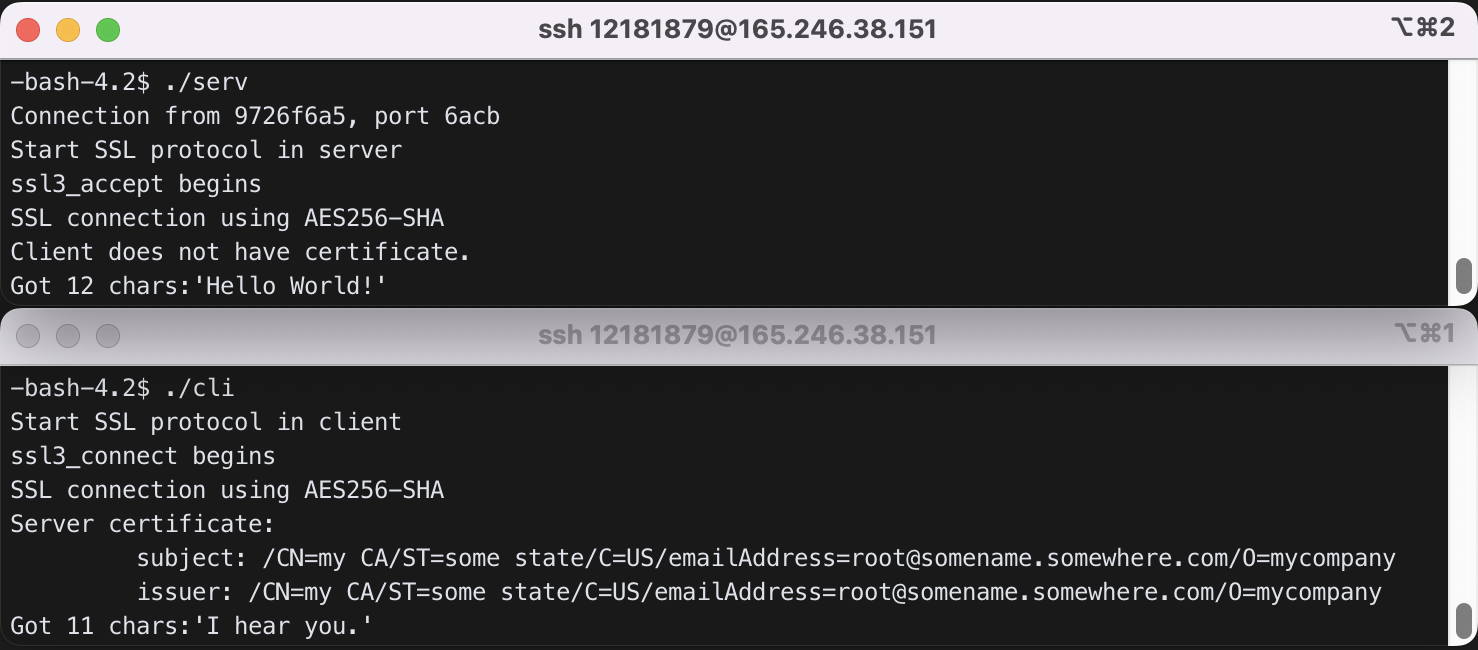 ssh 12181879@165.246.38.151 ⌥⌘2
-bash-4.2$ ./serv
Connection from 9726f6a5, port 6acb
Start SSL protocol in server
ssl3_accept begins
SSL connection using AES256-SHA
Client does not have certificate.
Got 12 chars:'Hello World!'
ssh 12181879@165.246.38.151 ⌥⌘1
-bash-4.2$ ./cli
Start SSL protocol in client
ssl3_connect begins
SSL connection using AES256-SHA
Server certificate:
subject: /CN=my CA/ST=some state/C=US/emailAddress=root@somename.somewhere.com/O=mycompany
issuer: /CN=my CA/ST=some state/C=US/emailAddress=root@somename.somewhere.com/O=mycompany
Got 11 chars:'I hear you.'